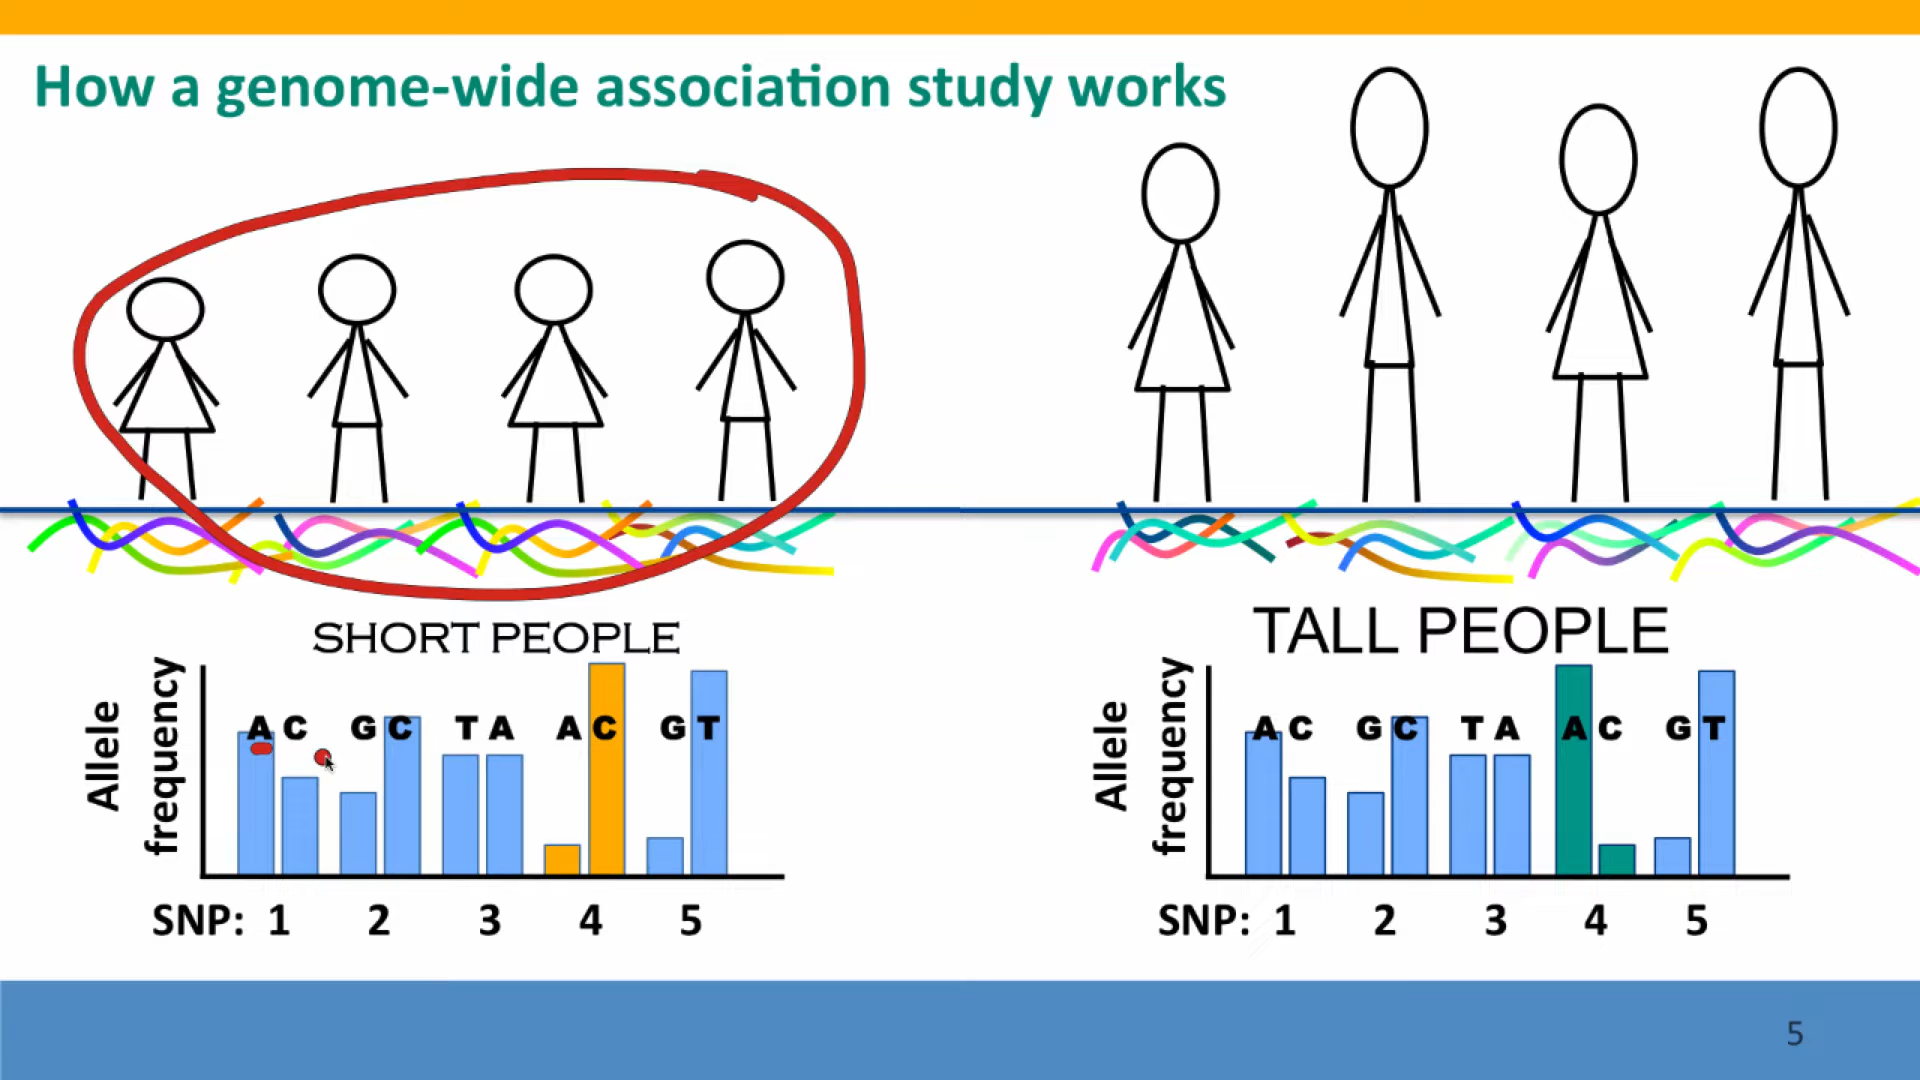 How a genome-wide association study works
SHORT PEOPLE
Allele
frequency
A C G C T A A C G T
SNP: 1 2 3 4 5
TALL PEOPLE
Allele
frequency
A C G C T A A C G T
SNP: 1 2 3 4 5
5